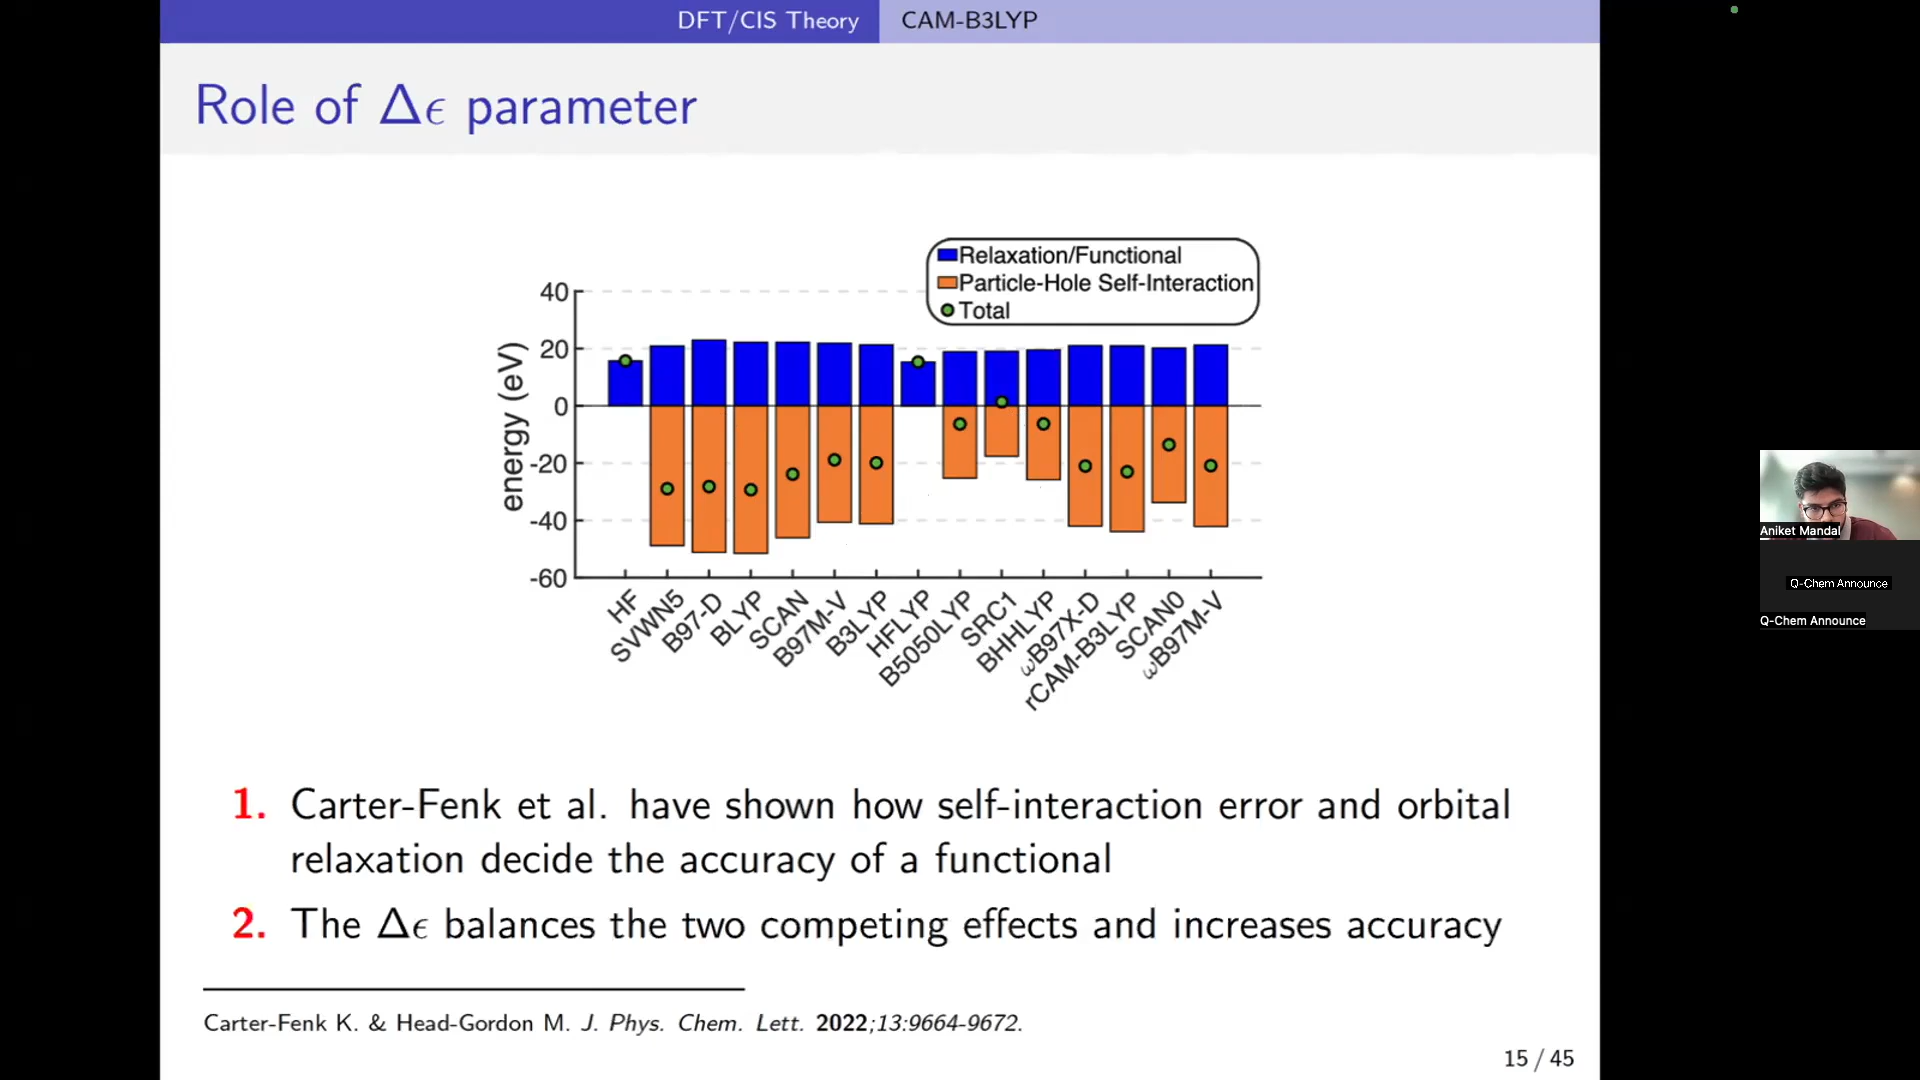 DFT/CIS Theory
CAM-B3LYP
Role of Δϵ parameter
Relaxation/Functional
Particle-Hole Self-Interaction
Total
energy (eV)
40
20
0
-20
-40
-60
HF
SVWN5
B97-D
BLYP
SCAN
B97M-V
B3LYP
HFLYP
B5050LYP
SRC1
BHHLYP
ωB97X-D
rCAM-B3LYP
SCAN0
ωB97M-V
1. Carter-Fenk et al. have shown how self-interaction error and orbital
relaxation decide the accuracy of a functional
2. The Δϵ balances the two competing effects and increases accuracy
Carter-Fenk K. & Head-Gordon M. J. Phys. Chem. Lett. 2022;13:9664-9672.
15 / 45
Aniket Mandal
Q-Chem Announce
Q-Chem Announce